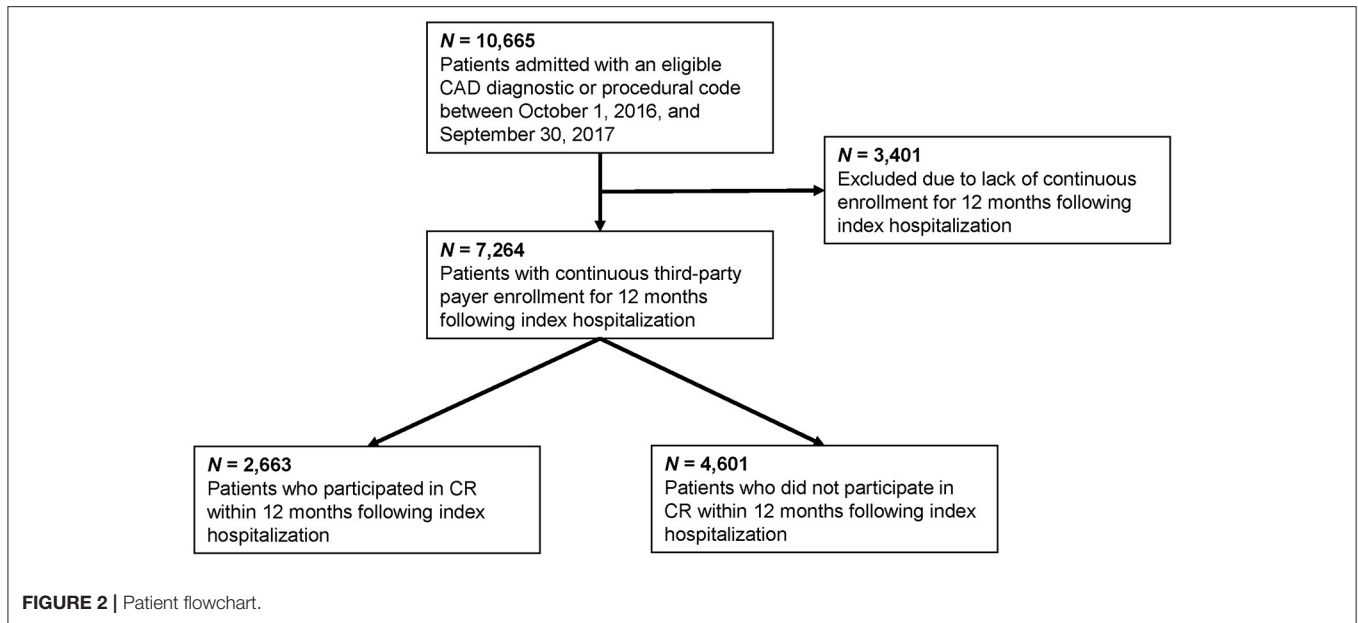 N = 10,665
Patients admitted with an eligible
CAD diagnostic or procedural code
between October 1, 2016, and
September 30, 2017
N = 3,401
Excluded due to lack of continuous
enrollment for 12 months following
index hospitalization
N = 7,264
Patients with continuous third-party
payer enrollment for 12 months
following index hospitalization
N = 2,663
Patients who participated in CR
within 12 months following index
hospitalization
N = 4,601
Patients who did not participate in
CR within 12 months following index
hospitalization
FIGURE 2 | Patient flowchart.